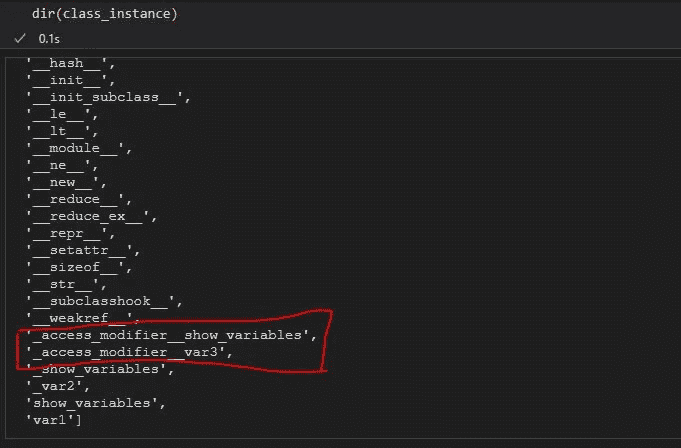 dir(class_instance)
0.1s
'__hash__',
'__init__',
'__init_subclass__',
'__le__',
'__lt__',
'__module__',
'__ne__',
'__new__',
'__reduce__',
'__reduce_ex__',
'__repr__',
'__setattr__',
'__sizeof__',
'__str__',
'__subclasshook__',
'__weakref__',
'_access_modifier__show_variables',
'_access_modifier__var3',
'_show_variables',
'_var2',
'show_variables',
'var1']